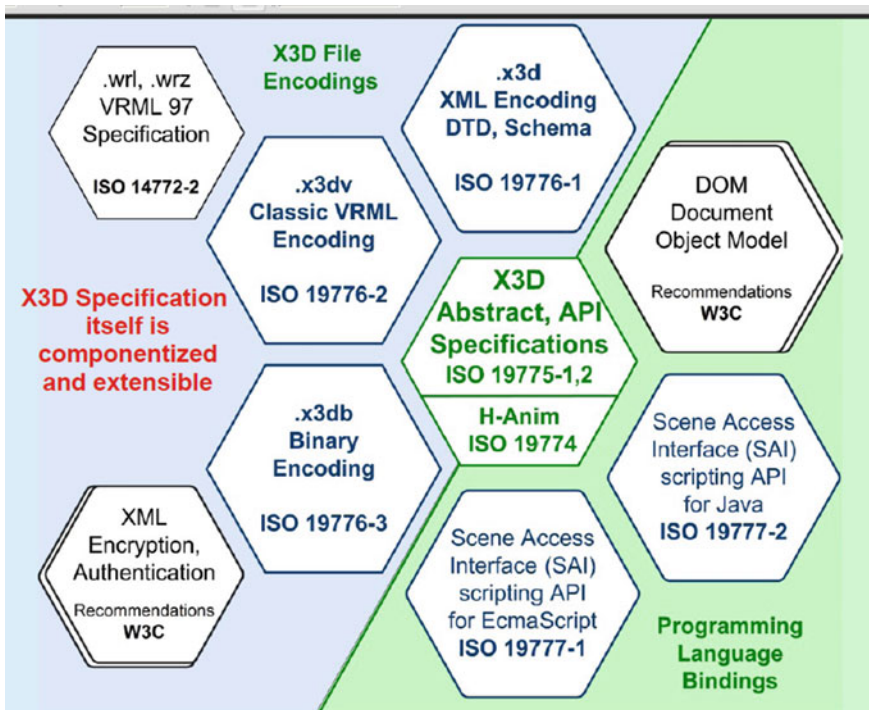 X3D File
Encodings
.wrl, .wrz
VRML 97
Specification
ISO 14772-2
.x3d
XML Encoding
DTD, Schema
ISO 19776-1
.x3dv
Classic VRML
Encoding
ISO 19776-2
DOM
Document
Object Model
Recommendations
W3C
X3D Specification
itself is
componentized
and extensible
X3D
Abstract, API
Specifications
ISO 19775-1,2
H-Anim
ISO 19774
.x3db
Binary
Encoding
ISO 19776-3
Scene Access
Interface (SAI)
scripting API
for Java
ISO 19777-2
XML
Encryption,
Authentication
Recommendations
W3C
Scene Access
Interface (SAI)
scripting API
for EcmaScript
ISO 19777-1
Programming
Language
Bindings